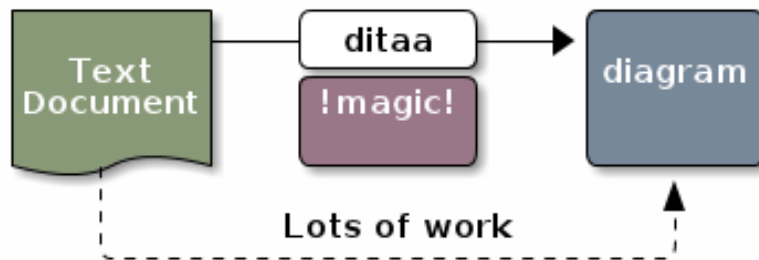 Text
Document
ditaa
!magic!
diagram
Lots of work